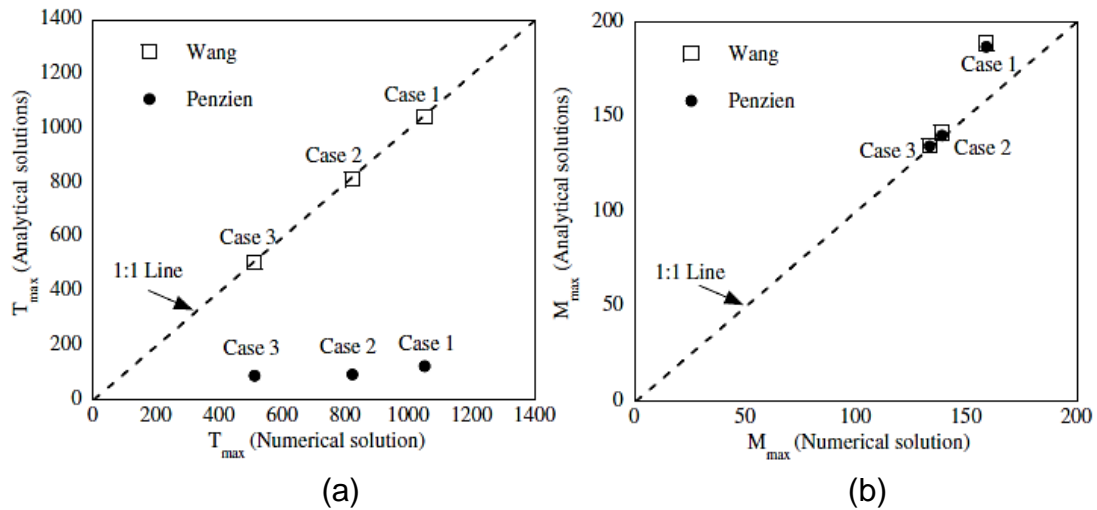 T max (Analytical solutions)
1400
1200
1000
800
600
400
200
0
Wang
Penzien
Case 1
Case 2
Case 3
1:1 Line
Case 3
Case 2
Case 1
0 200 400 600 800 1000 1200 1400
T max (Numerical solution)
(a)
M max (Analytical solutions)
200
150
100
50
0
Wang
Penzien
Case 1
Case 3
Case 2
1:1 Line
0 50 100 150 200
M max (Numerical solution)
(b)